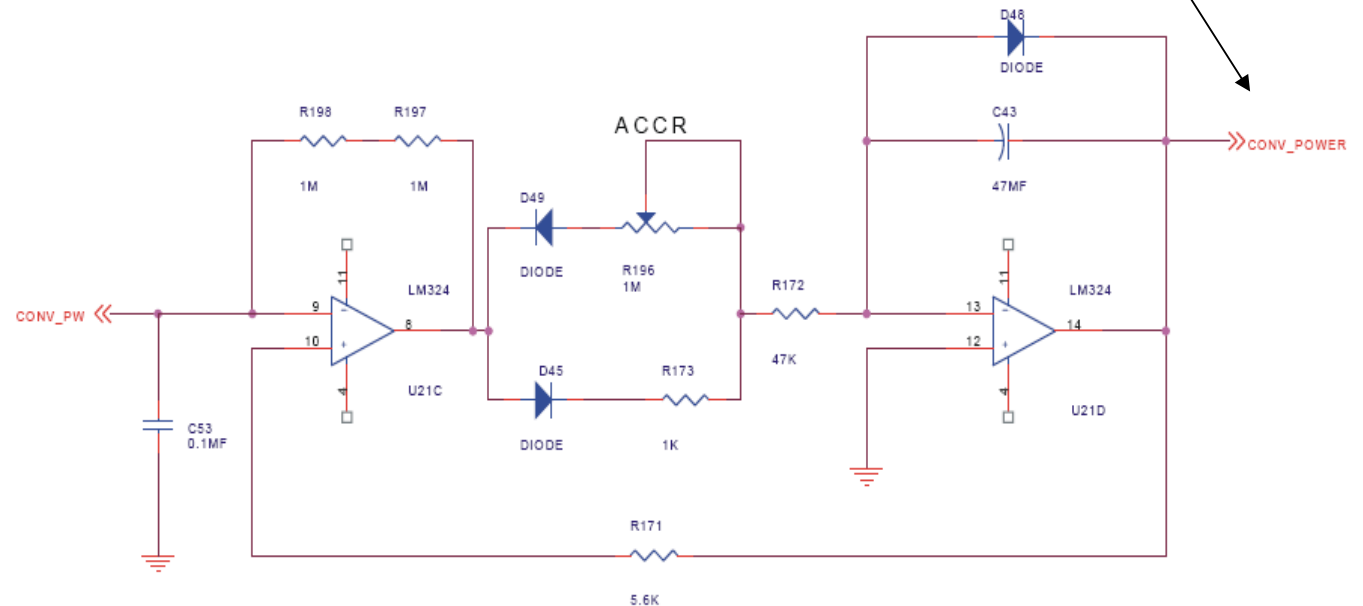 D48
DIODE
C43
47MF
CONV_POWER
R198
R197
1M
1M
ACCR
D49
DIODE
R196
1M
R172
47K
CONV_PW
9
10
11
4
8
LM324
U21C
D45
DIODE
R173
1K
C53
0.1MF
13
12
11
4
14
LM324
U21D
R171
5.6K